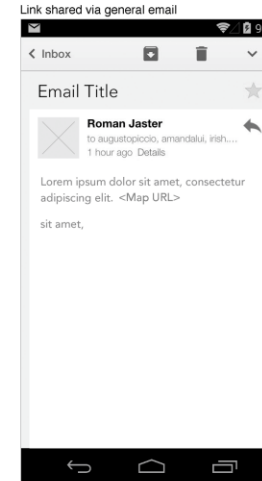 Link shared via general email
9
Inbox
Email Title
Roman Jaster
to augustopiccio, amandalui, irish....
1 hour ago Details
Lorem ipsum dolor sit amet, consectetur
adipiscing elit. <Map URL>
sit amet,